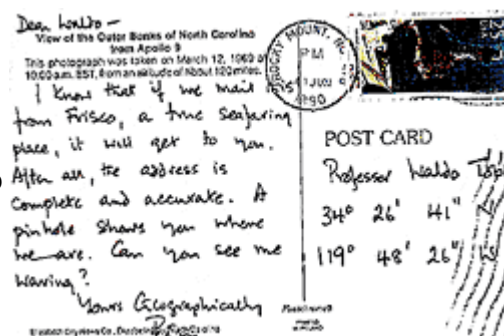 Dear Waldo —
View of the Outer Banks of North Carolina
from Apollo 9
This photograph was taken on March 12, 1969 at
10:00 a.m. EST, from an altitude of about 120 miles.
I know that if we mail this
from Frisco, a true seafaring
place, it will get to you.
After all, the address is
complete and accurate. A
pinhole shows you where
we are. Can you see me
waving?
Yours Geographically
ROCKY MOUNT, NC
PM
1990
POST CARD
Professor Waldo
34° 26' 41" N
119° 48' 26" W